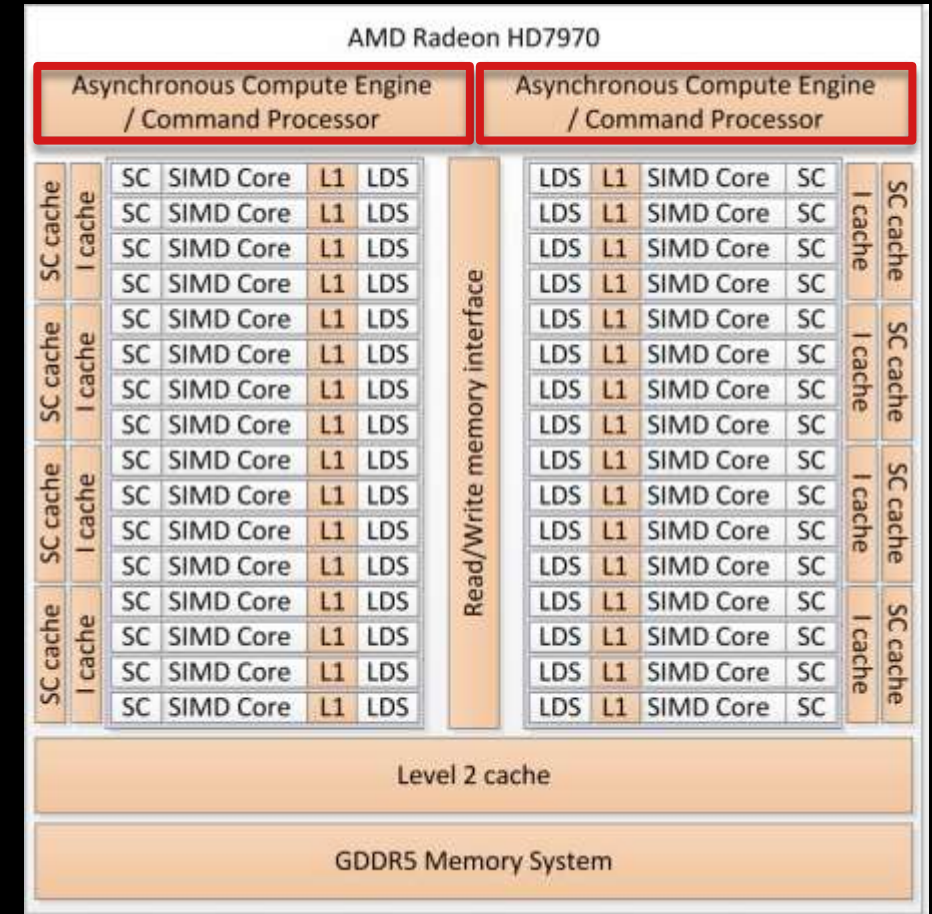 AMD Radeon HD7970
Asynchronous Compute Engine
/ Command Processor
Asynchronous Compute Engine
/ Command Processor
SC cache
I cache
SC SIMD Core L1 LDS
SC SIMD Core L1 LDS
SC SIMD Core L1 LDS
SC SIMD Core L1 LDS
SC cache
I cache
SC SIMD Core L1 LDS
SC SIMD Core L1 LDS
SC SIMD Core L1 LDS
SC SIMD Core L1 LDS
SC cache
I cache
SC SIMD Core L1 LDS
SC SIMD Core L1 LDS
SC SIMD Core L1 LDS
SC SIMD Core L1 LDS
SC cache
I cache
SC SIMD Core L1 LDS
SC SIMD Core L1 LDS
SC SIMD Core L1 LDS
SC SIMD Core L1 LDS
Read/Write memory interface
LDS L1 SIMD Core SC
LDS L1 SIMD Core SC
LDS L1 SIMD Core SC
LDS L1 SIMD Core SC
I cache
SC cache
LDS L1 SIMD Core SC
LDS L1 SIMD Core SC
LDS L1 SIMD Core SC
LDS L1 SIMD Core SC
I cache
SC cache
LDS L1 SIMD Core SC
LDS L1 SIMD Core SC
LDS L1 SIMD Core SC
LDS L1 SIMD Core SC
I cache
SC cache
LDS L1 SIMD Core SC
LDS L1 SIMD Core SC
LDS L1 SIMD Core SC
LDS L1 SIMD Core SC
I cache
SC cache
Level 2 cache
GDDR5 Memory System